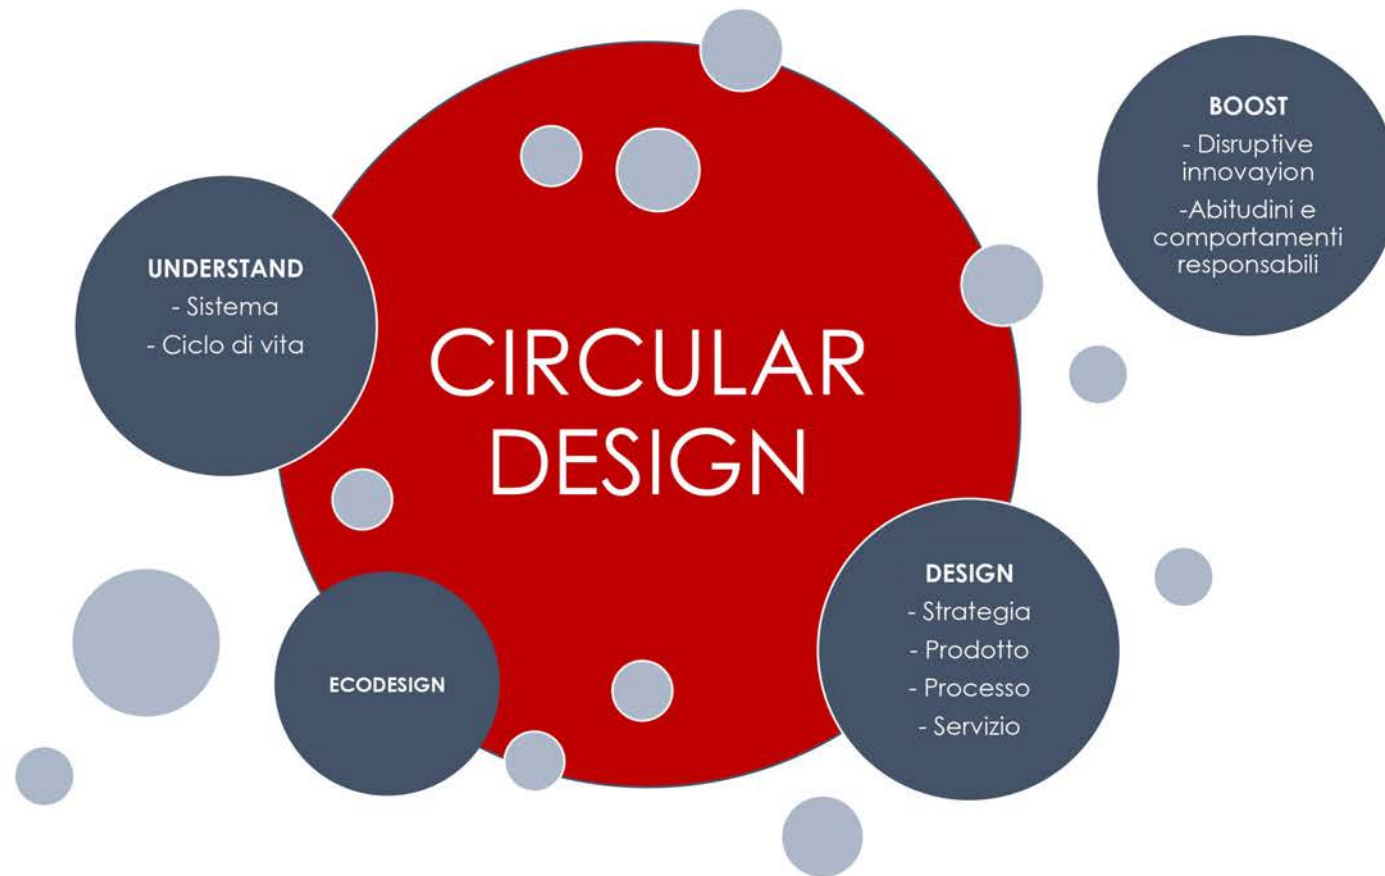 BOOST
- Disruptive
innovayion
-Abitudini e
comportamenti
responsabili
UNDERSTAND
- Sistema
- Ciclo di vita
CIRCULAR
DESIGN
DESIGN
- Strategia
- Prodotto
- Processo
- Servizio
ECODESIGN